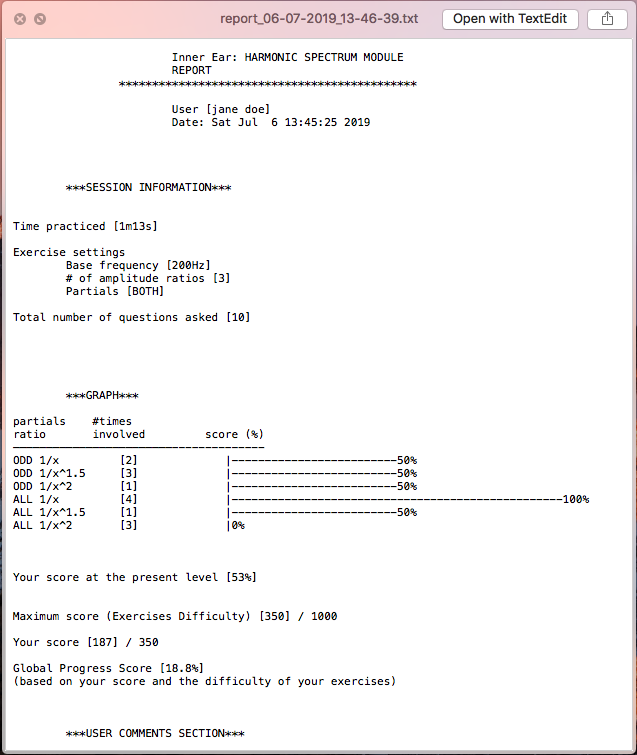 report_06-07-2019_13-46-39.txt
Open with TextEdit
Inner Ear: HARMONIC SPECTRUM MODULE
REPORT
*********************************************
User [jane doe]
Date: Sat Jul  6 13:45:25 2019
***SESSION INFORMATION***
Time practiced [1m13s]
Exercise settings
Base frequency [200Hz]
# of amplitude ratios [3]
Partials [BOTH]
Total number of questions asked [10]
***GRAPH***
partials #times
ratio involved score (%)
--------------------------------------
ODD 1/x [2] |-------------------------50%
ODD 1/x^1.5 [3] |-------------------------50%
ODD 1/x^2 [1] |-------------------------50%
ALL 1/x [4] |--------------------------------------------------100%
ALL 1/x^1.5 [1] |-------------------------50%
ALL 1/x^2 [3] |0%
Your score at the present level [53%]
Maximum score (Exercises Difficulty) [350] / 1000
Your score [187] / 350
Global Progress Score [18.8%]
(based on your score and the difficulty of your exercises)
***USER COMMENTS SECTION***